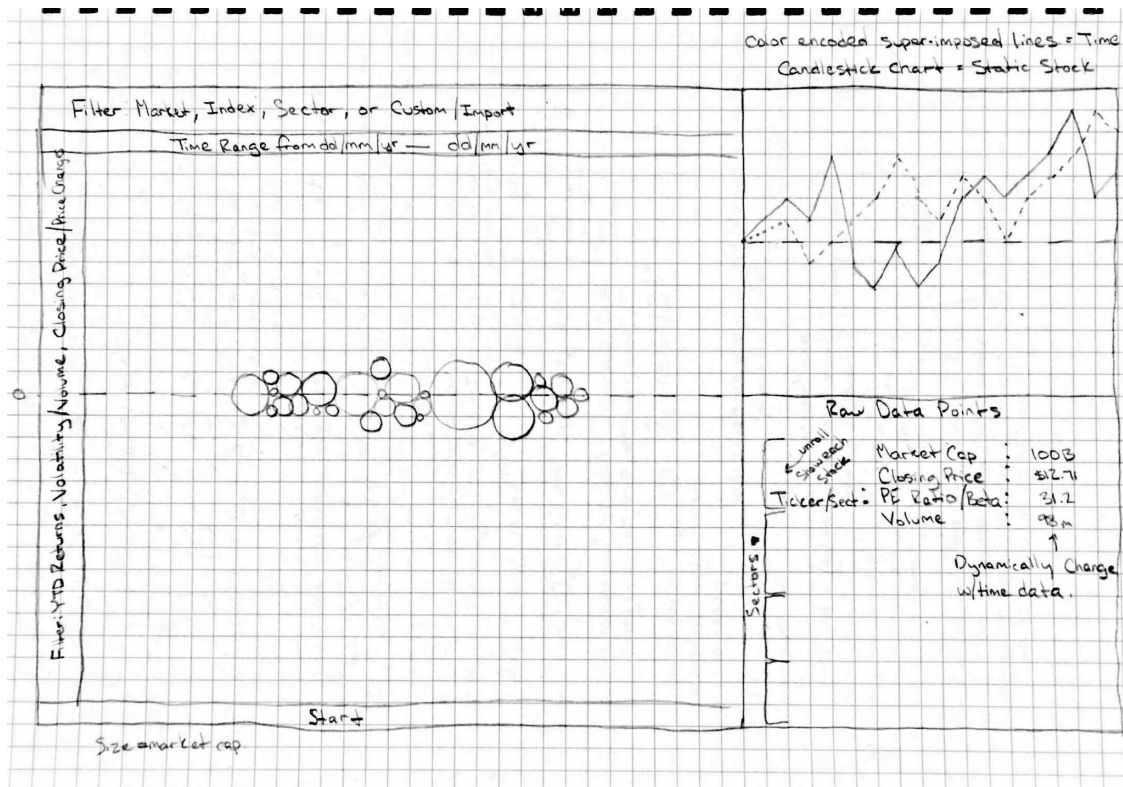 Color encoded super-imposed lines = Time
Candlestick Chart = Static Stock
Filter: Market, Index, Sector, or Custom/Import
Time Range from dd/mm/yr — dd/mm/yr
Filter: YTD Returns, Volatility/Volume, Closing Price/Price Change
0
Raw Data Points
unroll
Show each
stock
Market Cap : 100B
Closing Price : $12.71
Ticker/Sect: PE Ratio/Beta: 31.2
Volume : 98m
Sectors
Dynamically Change
w/time data.
Start
Size = market cap